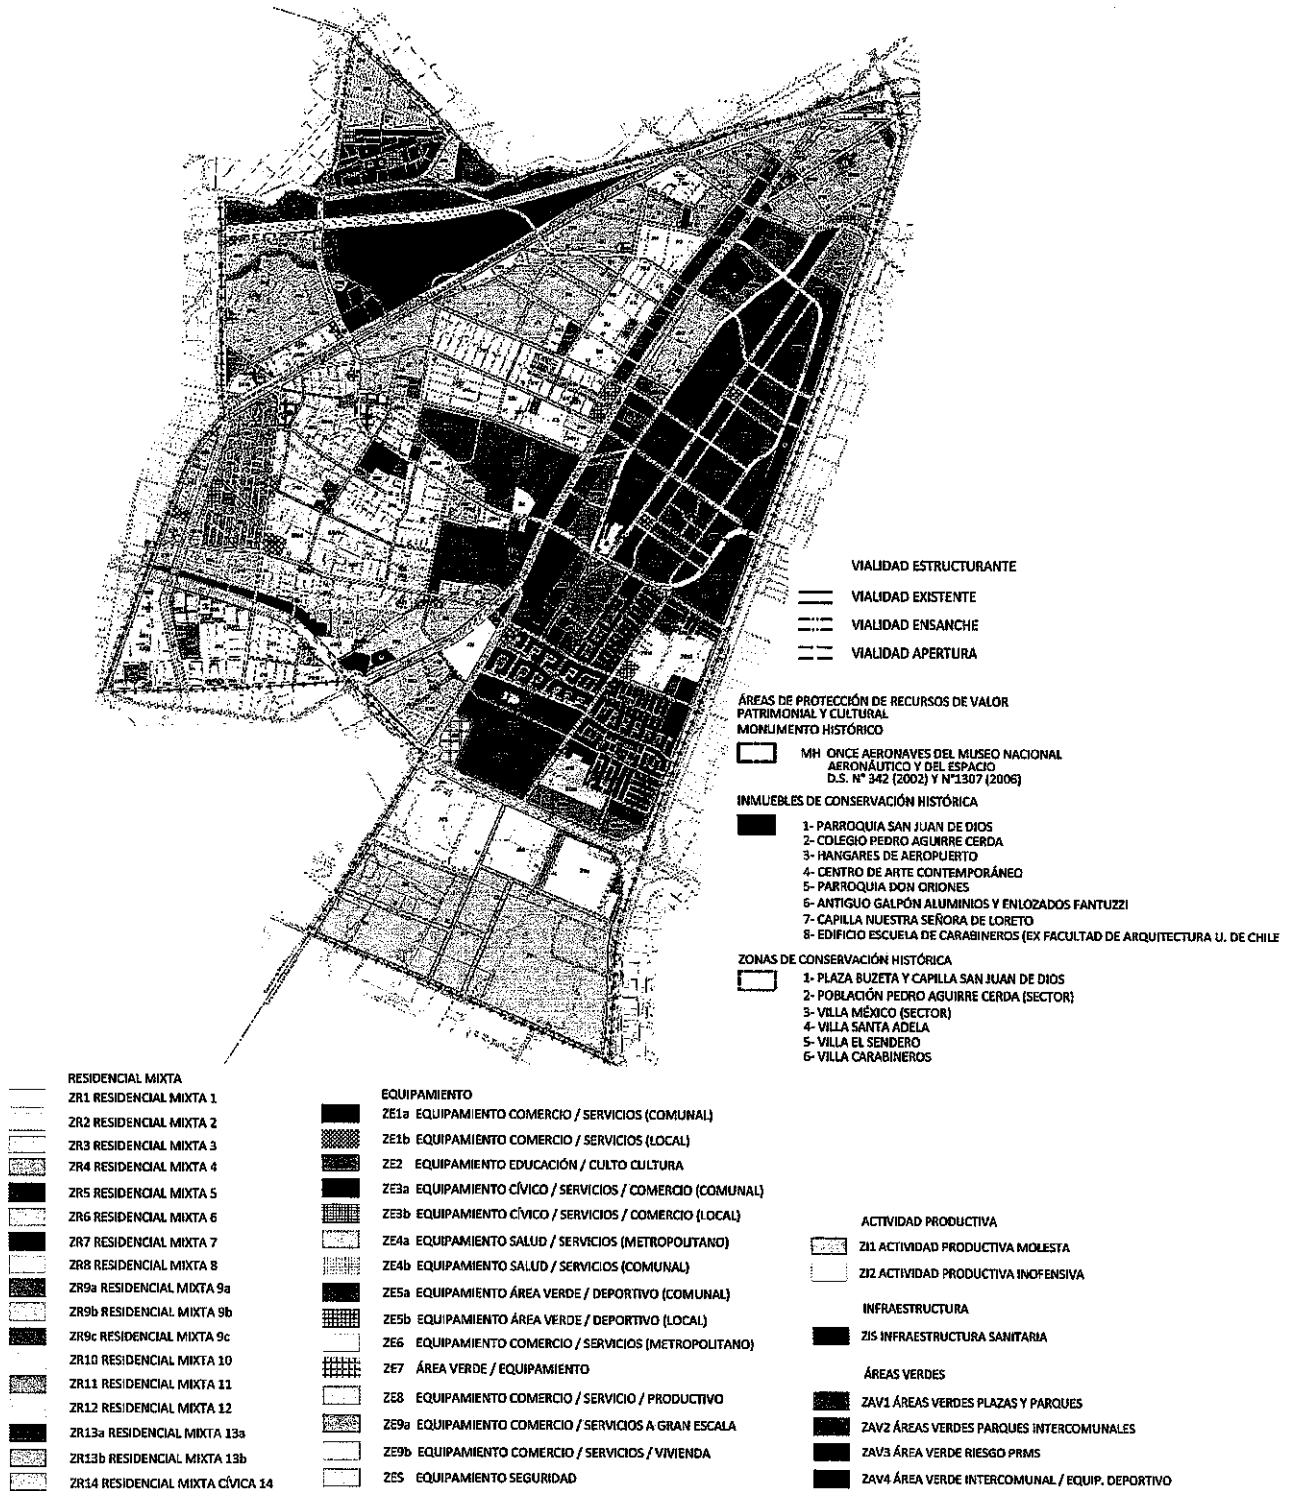 VIALIDAD ESTRUCTURANTE
VIALIDAD EXISTENTE
VIALIDAD ENSANCHE
VIALIDAD APERTURA
ÁREAS DE PROTECCIÓN DE RECURSOS DE VALOR
PATRIMONIAL Y CULTURAL
MONUMENTO HISTÓRICO
MH ONCE AERONAVES DEL MUSEO NACIONAL
AERONÁUTICO Y DEL ESPACIO
D.S. N° 342 (2002) Y N°1307 (2006)
INMUEBLES DE CONSERVACIÓN HISTÓRICA
1- PARROQUIA SAN JUAN DE DIOS
2- COLEGIO PEDRO AGUIRRE CERDA
3- HANGARES DE AEROPUERTO
4- CENTRO DE ARTE CONTEMPORÁNEO
5- PARROQUIA DON ORIONES
6- ANTIGUO GALPÓN ALUMINIOS Y ENLOZADOS FANTUZZI
7- CAPILLA NUESTRA SEÑORA DE LORETO
8- EDIFICIO ESCUELA DE CARABINEROS (EX FACULTAD DE ARQUITECTURA U. DE CHILE
ZONAS DE CONSERVACIÓN HISTÓRICA
1- PLAZA BUZETA Y CAPILLA SAN JUAN DE DIOS
2- POBLACIÓN PEDRO AGUIRRE CERDA (SECTOR)
3- VILLA MÉXICO (SECTOR)
4- VILLA SANTA ADELA
5- VILLA EL SENDERO
6- VILLA CARABINEROS
RESIDENCIAL MIXTA
ZR1 RESIDENCIAL MIXTA 1
ZR2 RESIDENCIAL MIXTA 2
ZR3 RESIDENCIAL MIXTA 3
ZR4 RESIDENCIAL MIXTA 4
ZR5 RESIDENCIAL MIXTA 5
ZR6 RESIDENCIAL MIXTA 6
ZR7 RESIDENCIAL MIXTA 7
ZR8 RESIDENCIAL MIXTA 8
ZR9a RESIDENCIAL MIXTA 9a
ZR9b RESIDENCIAL MIXTA 9b
ZR9c RESIDENCIAL MIXTA 9c
ZR10 RESIDENCIAL MIXTA 10
ZR11 RESIDENCIAL MIXTA 11
ZR12 RESIDENCIAL MIXTA 12
ZR13a RESIDENCIAL MIXTA 13a
ZR13b RESIDENCIAL MIXTA 13b
ZR14 RESIDENCIAL MIXTA CÍVICA 14
EQUIPAMIENTO
ZE1a EQUIPAMIENTO COMERCIO / SERVICIOS (COMUNAL)
ZE1b EQUIPAMIENTO COMERCIO / SERVICIOS (LOCAL)
ZE2 EQUIPAMIENTO EDUCACIÓN / CULTO CULTURA
ZE3a EQUIPAMIENTO CÍVICO / SERVICIOS / COMERCIO (COMUNAL)
ZE3b EQUIPAMIENTO CÍVICO / SERVICIOS / COMERCIO (LOCAL)
ZE4a EQUIPAMIENTO SALUD / SERVICIOS (METROPOLITANO)
ZE4b EQUIPAMIENTO SALUD / SERVICIOS (COMUNAL)
ZE5a EQUIPAMIENTO ÁREA VERDE / DEPORTIVO (COMUNAL)
ZE5b EQUIPAMIENTO ÁREA VERDE / DEPORTIVO (LOCAL)
ZE6 EQUIPAMIENTO COMERCIO / SERVICIOS (METROPOLITANO)
ZE7 ÁREA VERDE / EQUIPAMIENTO
ZE8 EQUIPAMIENTO COMERCIO / SERVICIO / PRODUCTIVO
ZE9a EQUIPAMIENTO COMERCIO / SERVICIOS A GRAN ESCALA
ZE9b EQUIPAMIENTO COMERCIO / SERVICIOS / VIVIENDA
ZES EQUIPAMIENTO SEGURIDAD
ACTIVIDAD PRODUCTIVA
ZI1 ACTIVIDAD PRODUCTIVA MOLESTA
ZI2 ACTIVIDAD PRODUCTIVA INOFENSIVA
INFRAESTRUCTURA
ZIS INFRAESTRUCTURA SANITARIA
ÁREAS VERDES
ZAV1 ÁREAS VERDES PLAZAS Y PARQUES
ZAV2 ÁREAS VERDES PARQUES INTERCOMUNALES
ZAV3 ÁREA VERDE RIESGO PRMS
ZAV4 ÁREA VERDE INTERCOMUNAL / EQUIP. DEPORTIVO